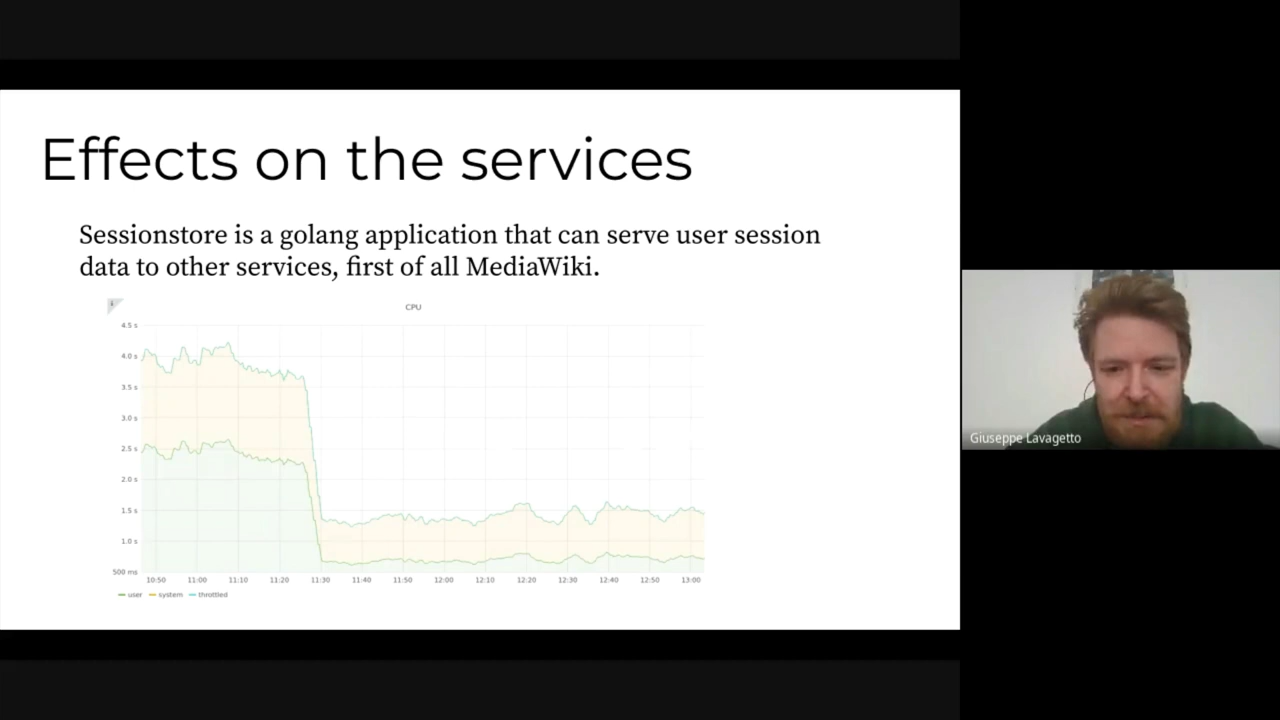 Effects on the services
Sessionstore is a golang application that can serve user session
data to other services, first of all MediaWiki.
i
CPU
4.5 s
4.0 s
3.5 s
3.0 s
2.5 s
2.0 s
1.5 s
1.0 s
500 ms
10:50 11:00 11:10 11:20 11:30 11:40 11:50 12:00 12:10 12:20 12:30 12:40 12:50 13:00
user system throttled
Giuseppe Lavagetto